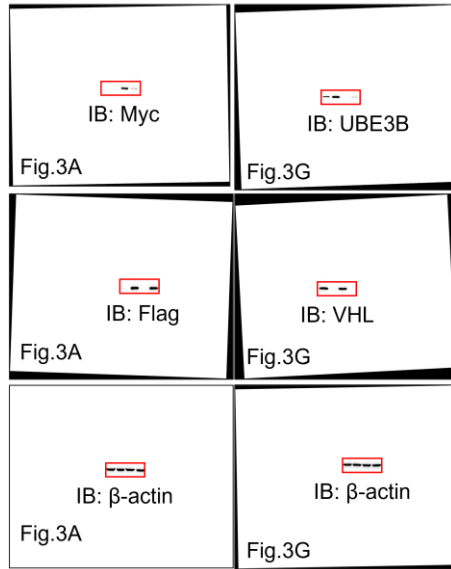 IB: Myc
Fig.3A
IB: UBE3B
Fig.3G
IB: Flag
Fig.3A
IB: VHL
Fig.3G
IB: β-actin
Fig.3A
IB: β-actin
Fig.3G